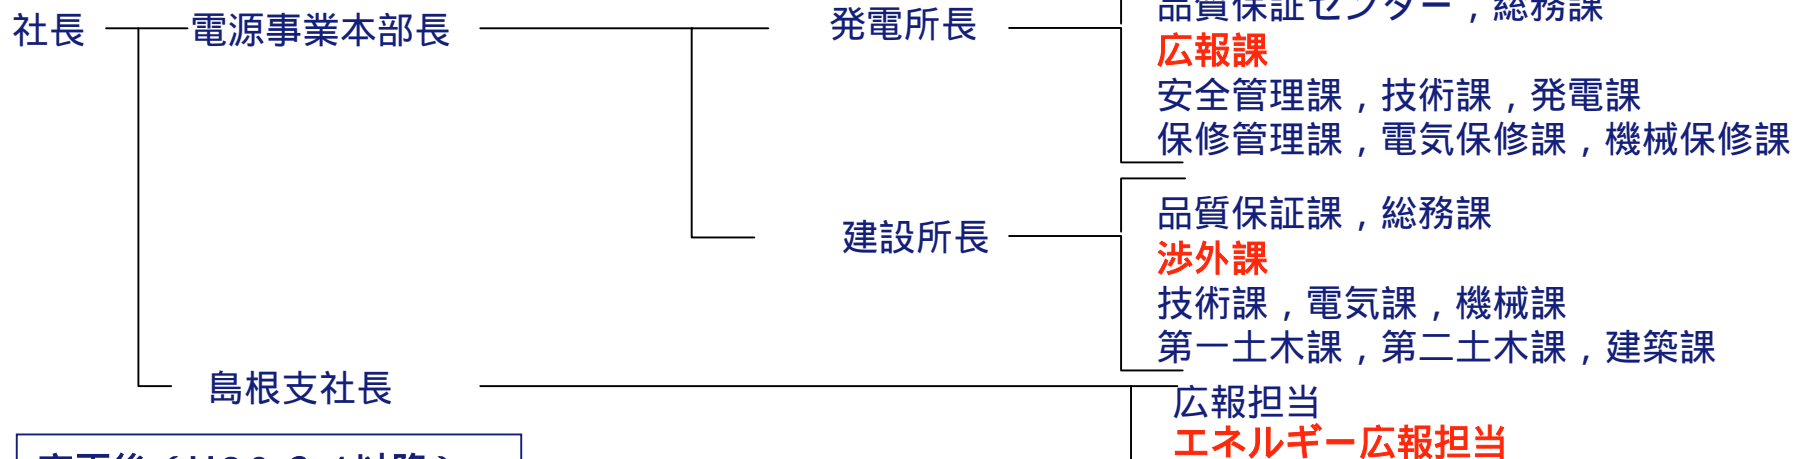 品質保証センター，総務課
社長
電源事業本部長
発電所長
広報課
安全管理課，技術課，発電課
保修管理課，電気保修課，機械保修課
建設所長
品質保証課，総務課
渉外課
技術課，電気課，機械課
第一土木課，第二土木課，建築課
島根支社長
広報担当
エネルギー広報担当